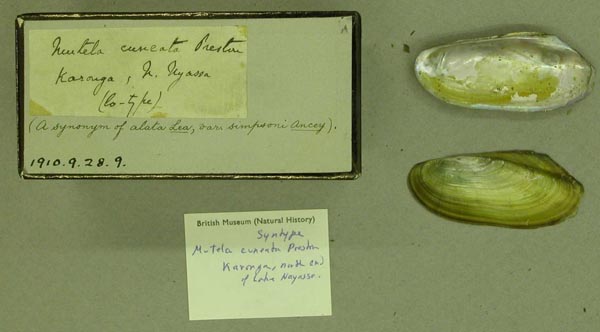 Mutela cuneata Preston
Karonga, N. Nyassa
(Co-type)
(A synonym of alata Lea, vari simpsoni Ancey).
1910.9.28.9.
British Museum (Natural History)
Syntype
Mutela cuneata Preston
Karonga, north end
of Lake Nayassa.